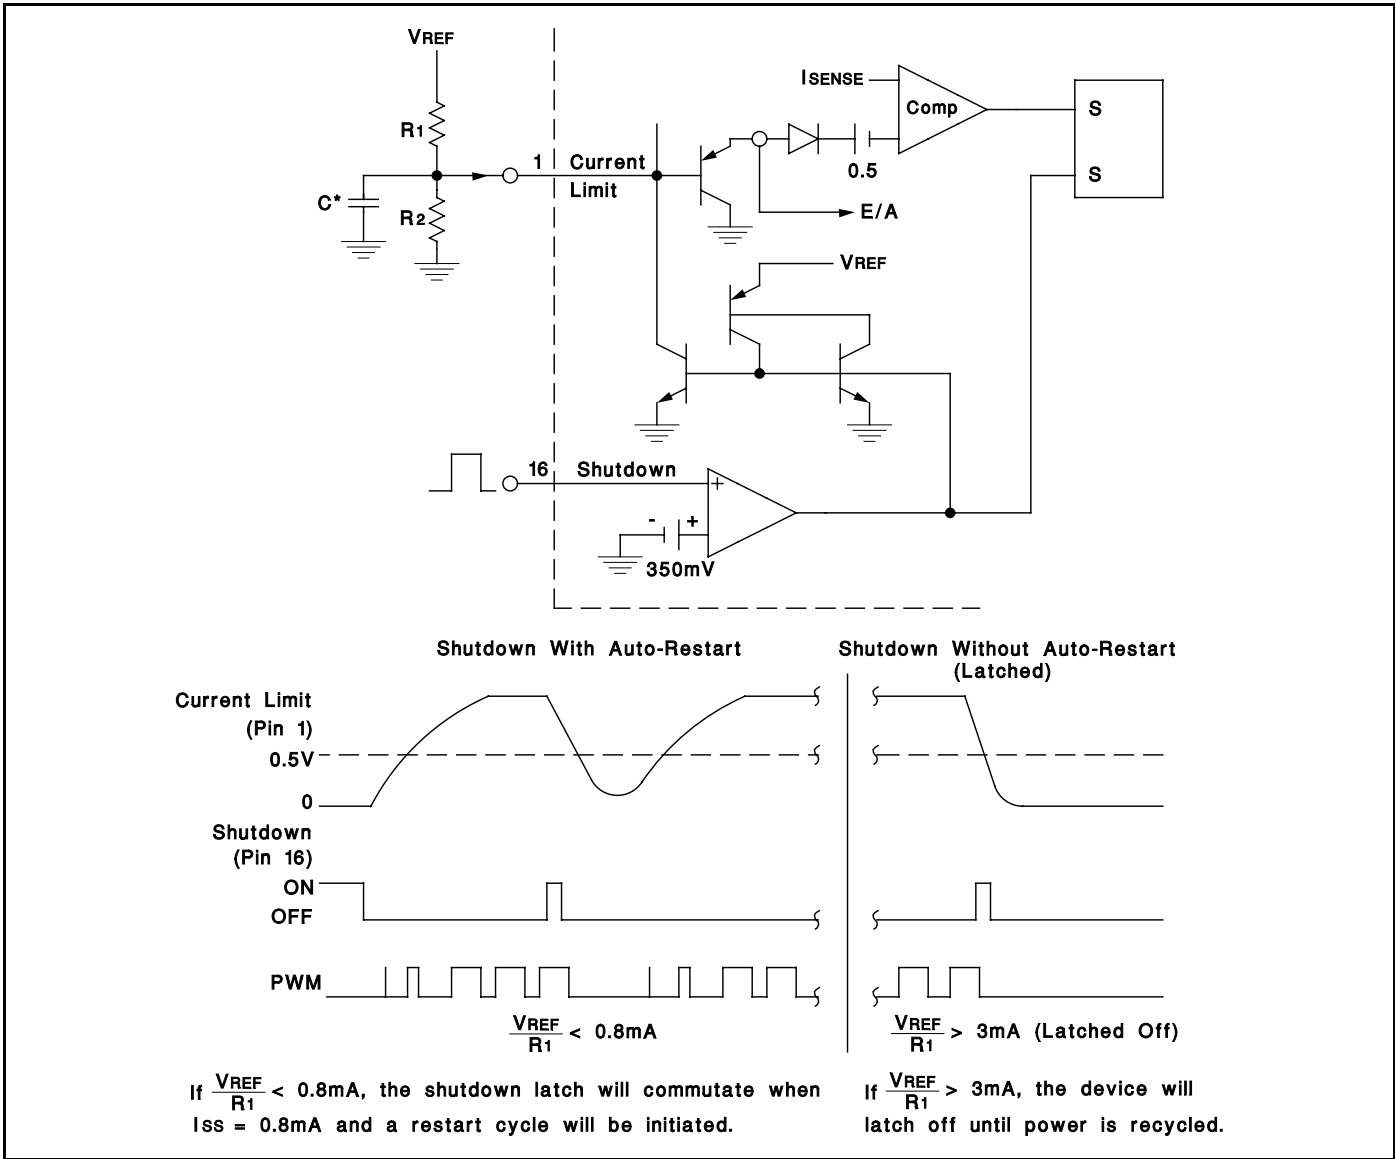 VREF
R1
C*
R2
1 Current
Limit
ISENSE
Comp
0.5
E/A
S
S
VREF
16 Shutdown
+
- +
350mV
Shutdown With Auto-Restart
Shutdown Without Auto-Restart
(Latched)
Current Limit
(Pin 1)
0.5V
0
Shutdown
(Pin 16)
ON
OFF
PWM
VREF
R1
< 0.8mA
VREF
R1
> 3mA (Latched Off)
If VREF/R1 < 0.8mA, the shutdown latch will commutate when
ISS = 0.8mA and a restart cycle will be initiated.
If VREF/R1 > 3mA, the device will
latch off until power is recycled.